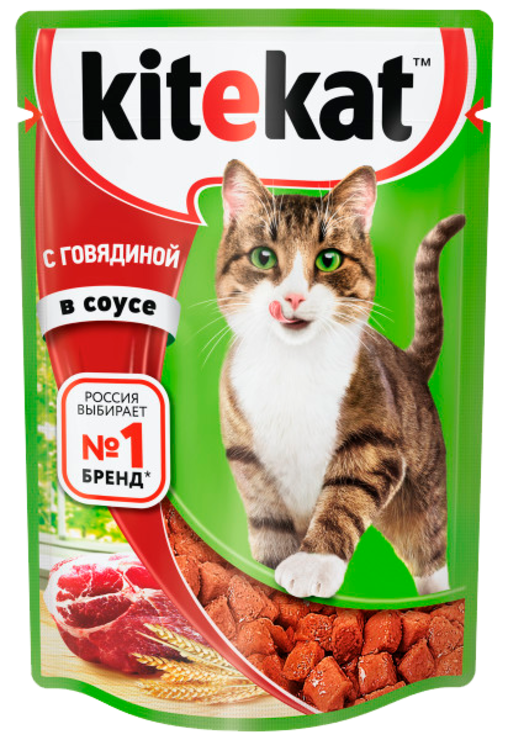 kitekat™
с говядиной
в соусе
РОССИЯ
ВЫБИРАЕТ
№1
БРЕНД*